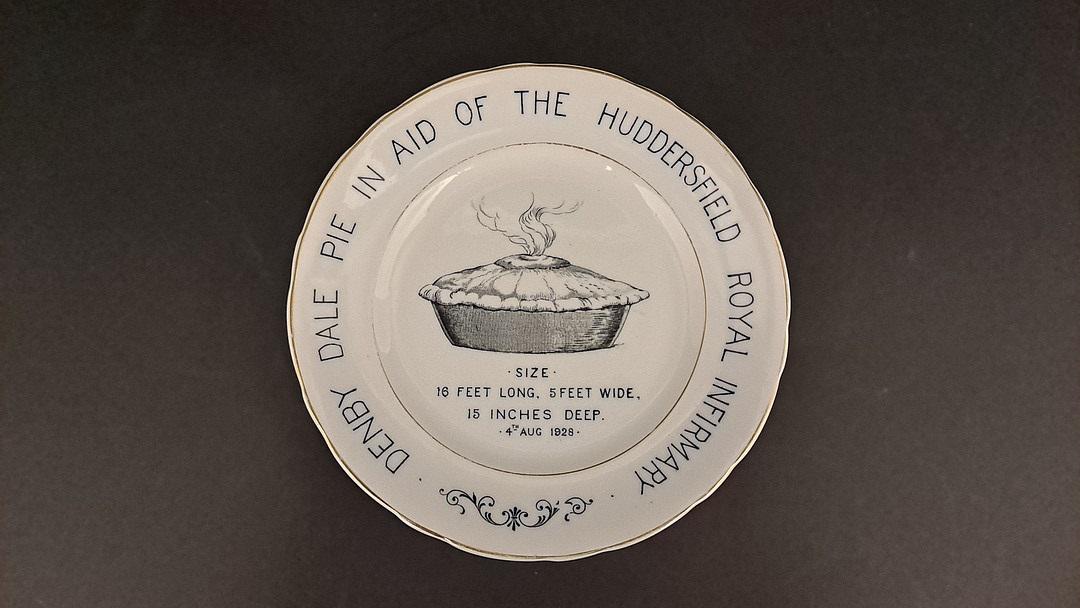 DENBY DALE PIE IN AID OF THE HUDDERSFIELD ROYAL INFIRMARY
· SIZE ·
16 FEET LONG, 5 FEET WIDE,
15 INCHES DEEP.
· 4TH AUG 1928 ·